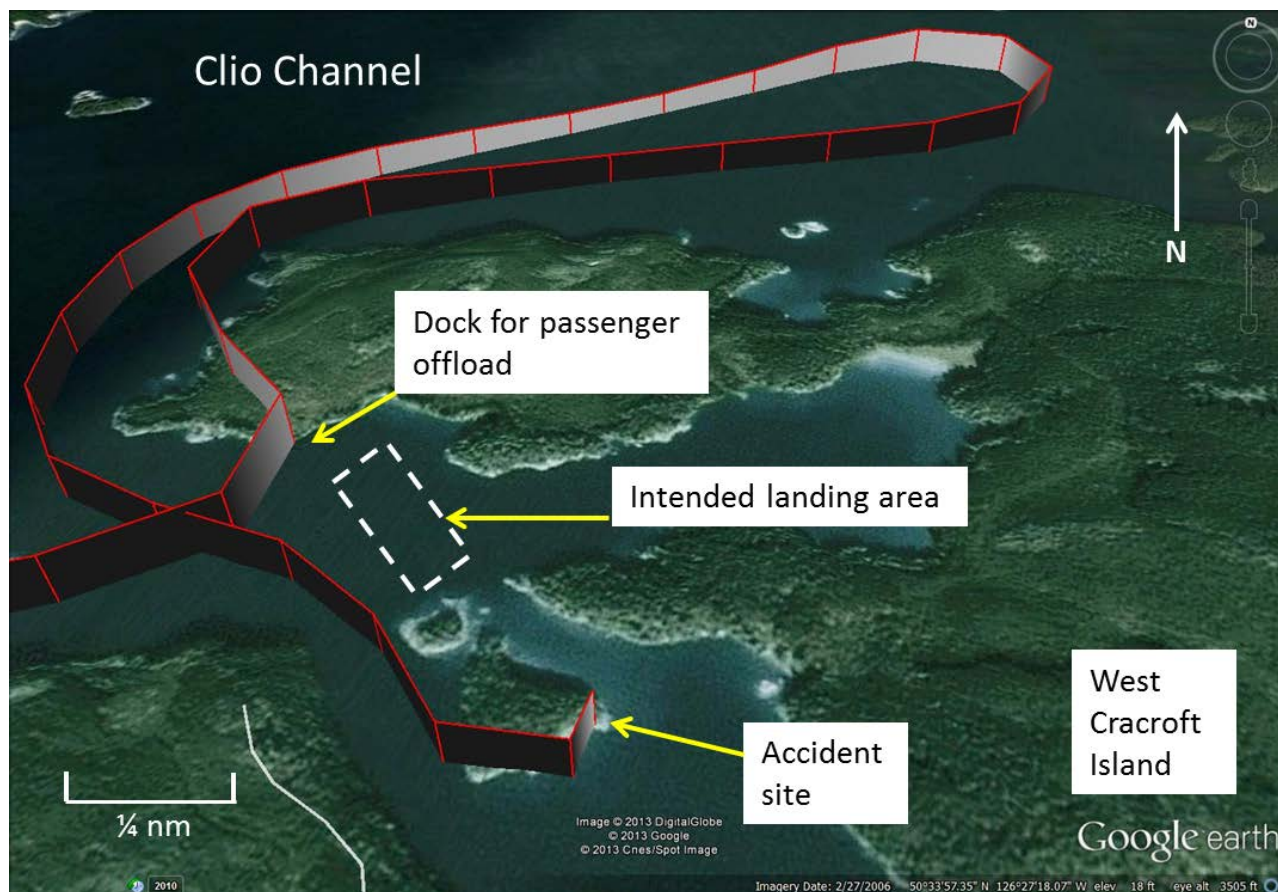 Clio Channel
N
N
Dock for passenger
offload
Intended landing area
West
Cracroft
Island
Accident
site
¼ nm
Image © 2013 DigitalGlobe
© 2013 Google
© 2013 Cnes/Spot Image
Google earth
2010
Imagery Date: 2/27/2006 50°33'57.35" N 126°27'18.07" W elev 18 ft eye alt 3505 ft